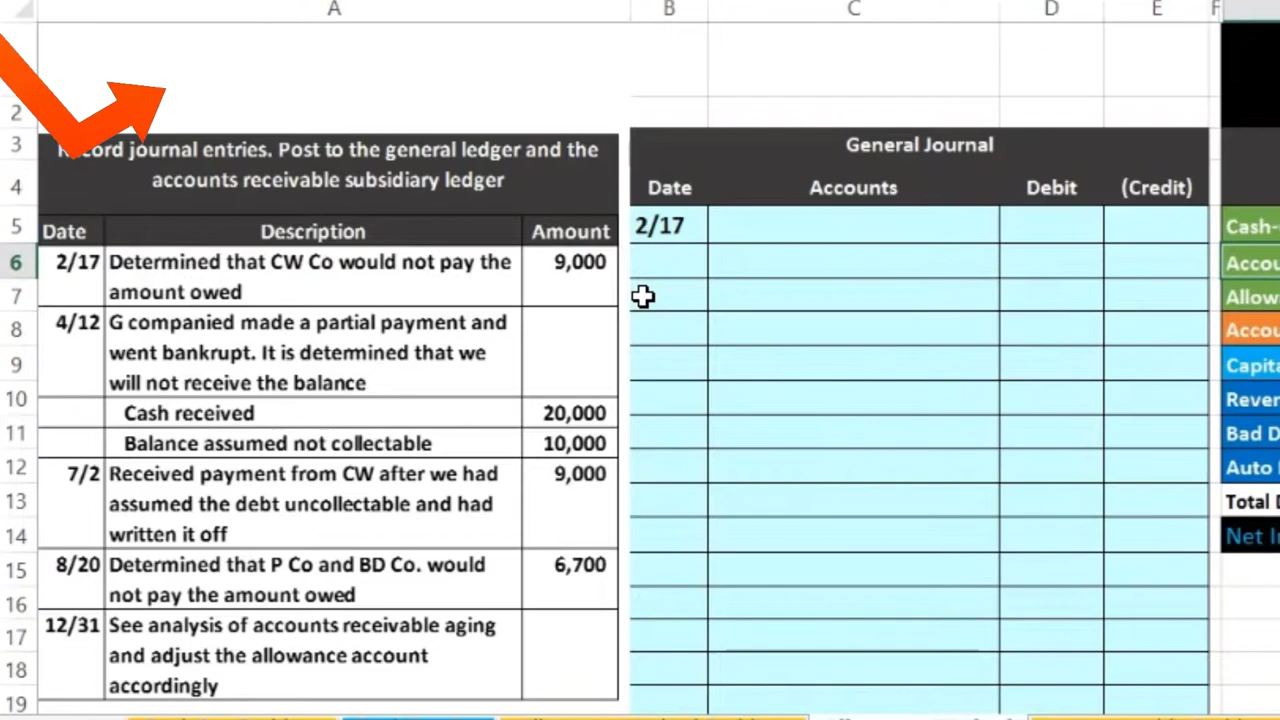 A B C D E F
2
3
4
5
6
7
8
9
10
11
12
13
14
15
16
17
18
19
Record journal entries. Post to the general ledger and the
accounts receivable subsidiary ledger
Date Description Amount
2/17 Determined that CW Co would not pay the 9,000
amount owed
4/12 G companied made a partial payment and
went bankrupt. It is determined that we
will not receive the balance
Cash received 20,000
Balance assumed not collectable 10,000
7/2 Received payment from CW after we had 9,000
assumed the debt uncollectable and had
written it off
8/20 Determined that P Co and BD Co. would 6,700
not pay the amount owed
12/31 See analysis of accounts receivable aging
and adjust the allowance account
accordingly
General Journal
Date Accounts Debit (Credit)
2/17
Cash-
Accou
Allow
Accou
Capita
Rever
Bad D
Auto
Total D
Net In